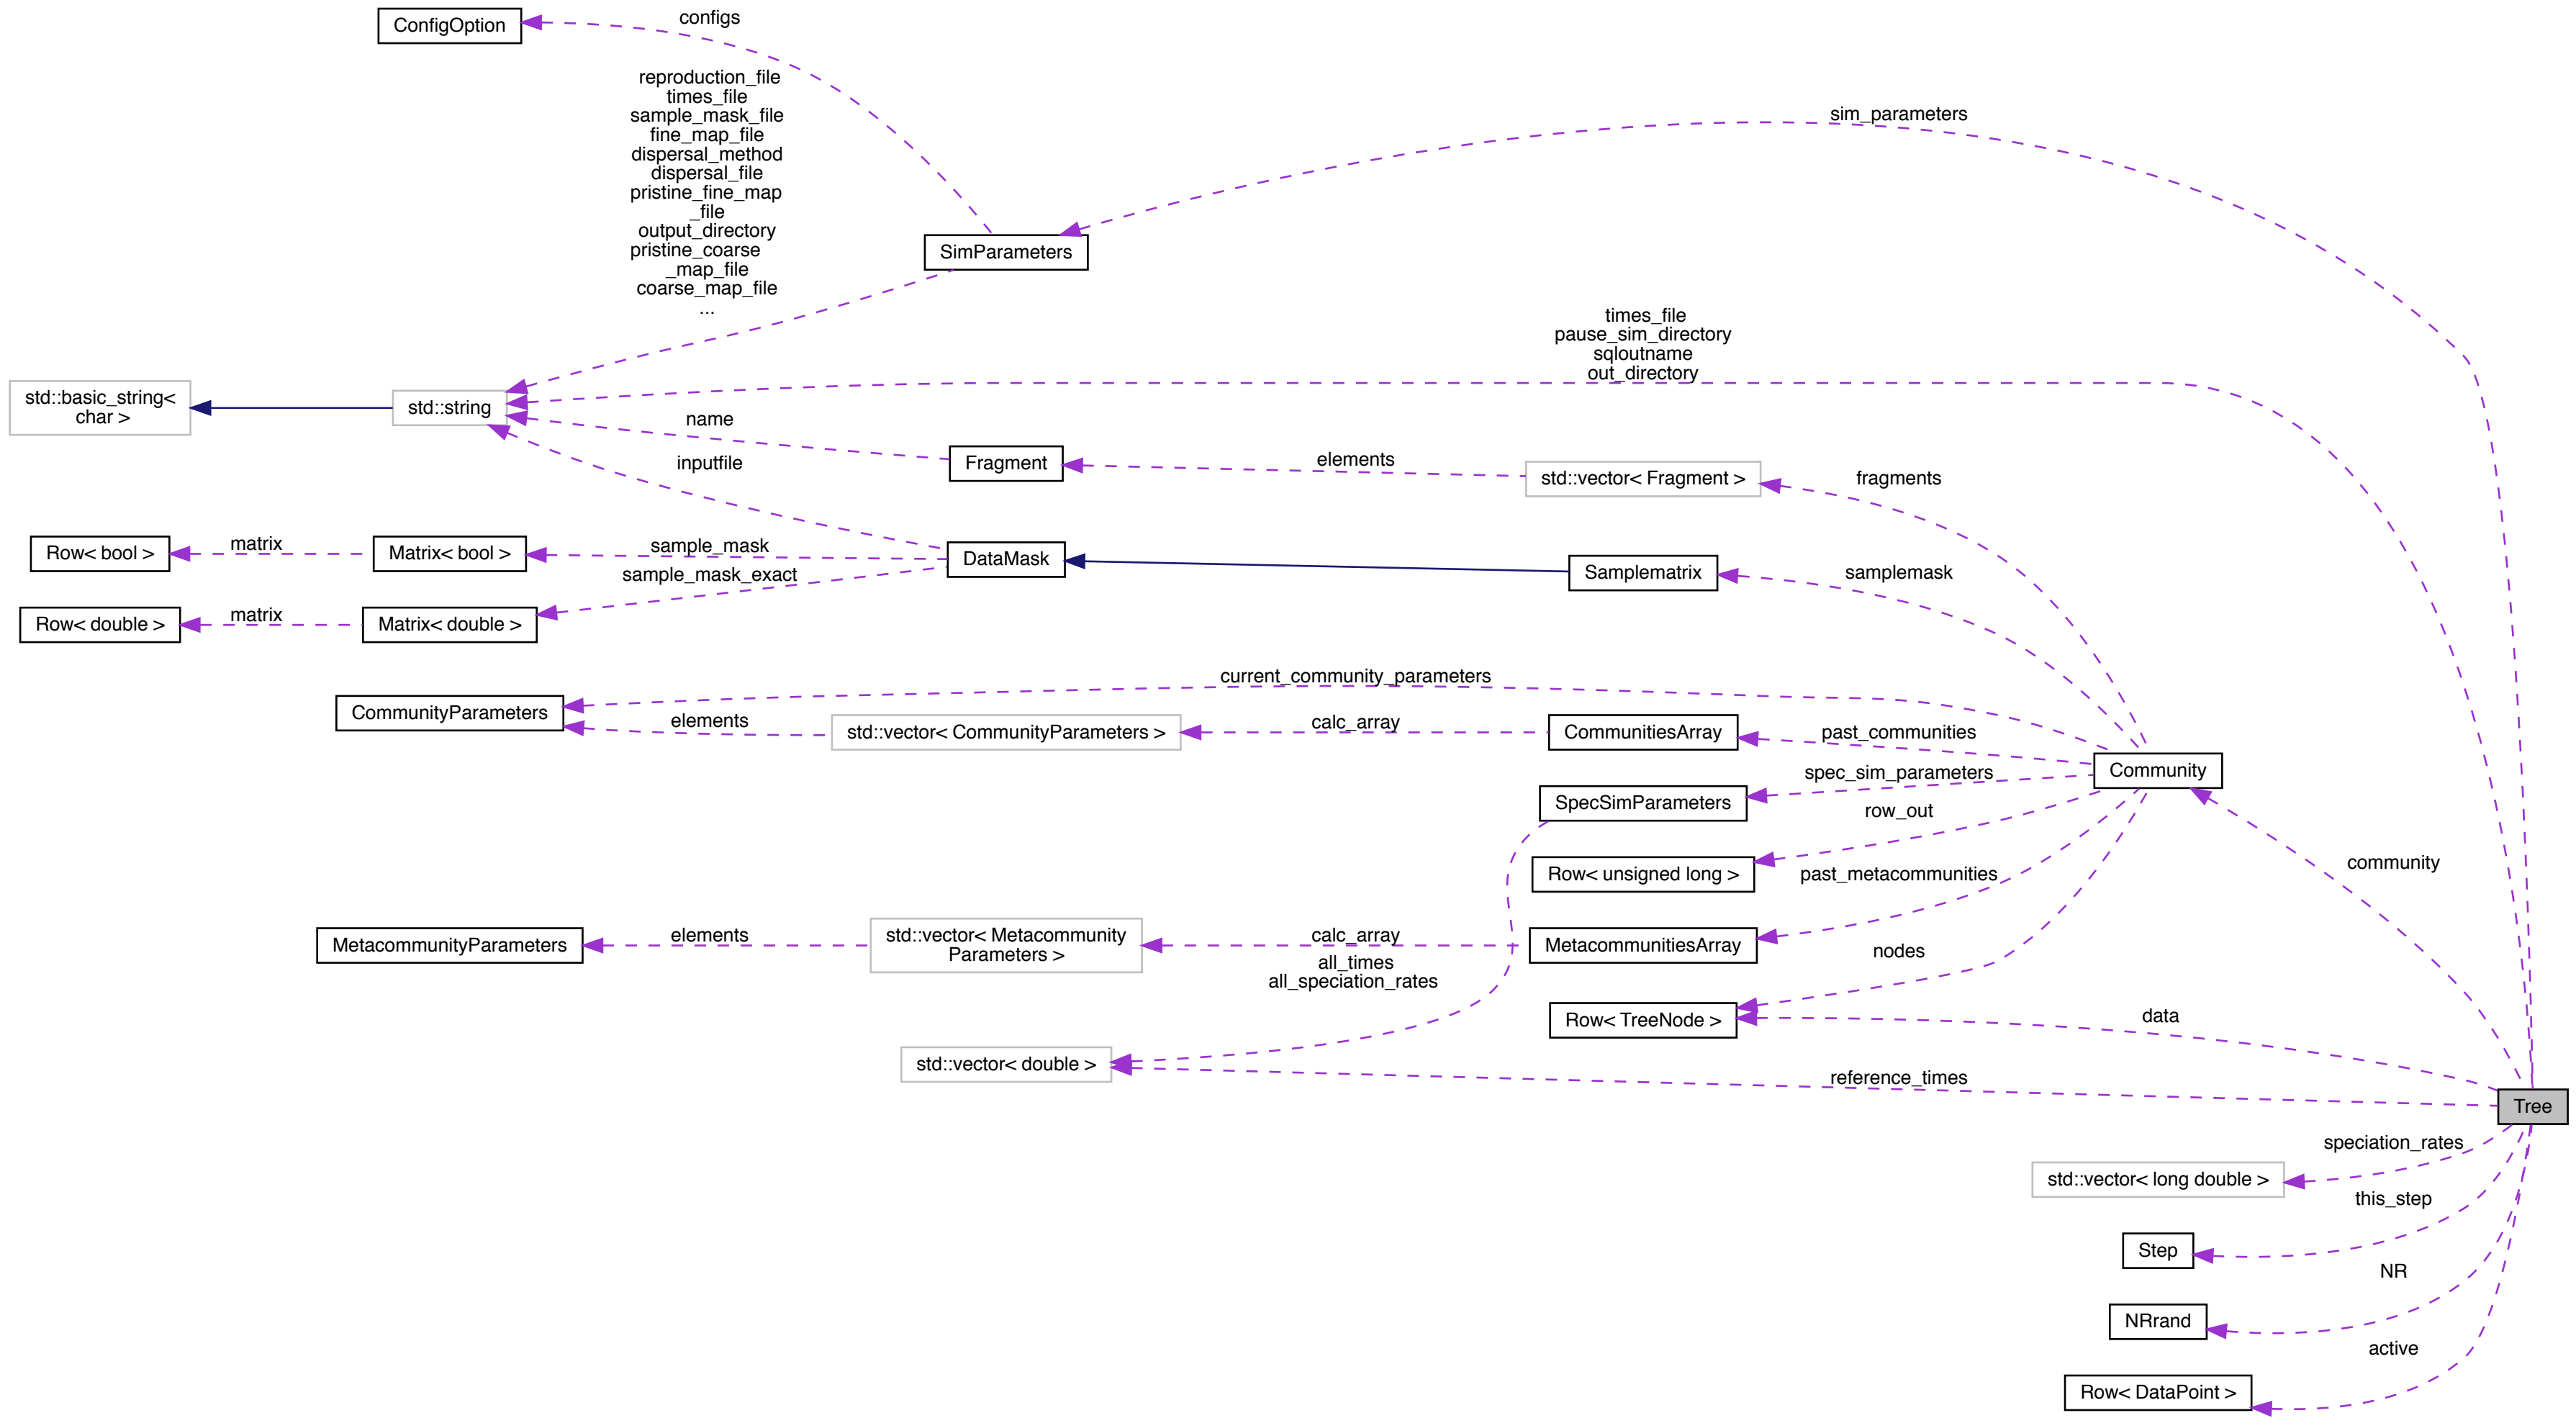 ConfigOption
configs
reproduction_file
times_file
sample_mask_file
fine_map_file
dispersal_method
dispersal_file
pristine_fine_map
_file
output_directory
pristine_coarse
_map_file
coarse_map_file
...
sim_parameters
SimParameters
times_file
pause_sim_directory
sqloutname
out_directory
std::basic_string<
char >
std::string
name
inputfile
Fragment
elements
std::vector< Fragment >
fragments
Row< bool >
matrix
Matrix< bool >
sample_mask
sample_mask_exact
DataMask
Samplematrix
samplemask
Row< double >
matrix
Matrix< double >
current_community_parameters
CommunityParameters
elements
std::vector< CommunityParameters >
calc_array
CommunitiesArray
past_communities
Community
spec_sim_parameters
SpecSimParameters
row_out
Row< unsigned long >
past_metacommunities
community
MetacommunityParameters
elements
std::vector< Metacommunity
Parameters >
calc_array
MetacommunitiesArray
all_times
all_speciation_rates
nodes
Row< TreeNode >
data
std::vector< double >
reference_times
Tree
speciation_rates
std::vector< long double >
this_step
Step
NR
NRrand
active
Row< DataPoint >